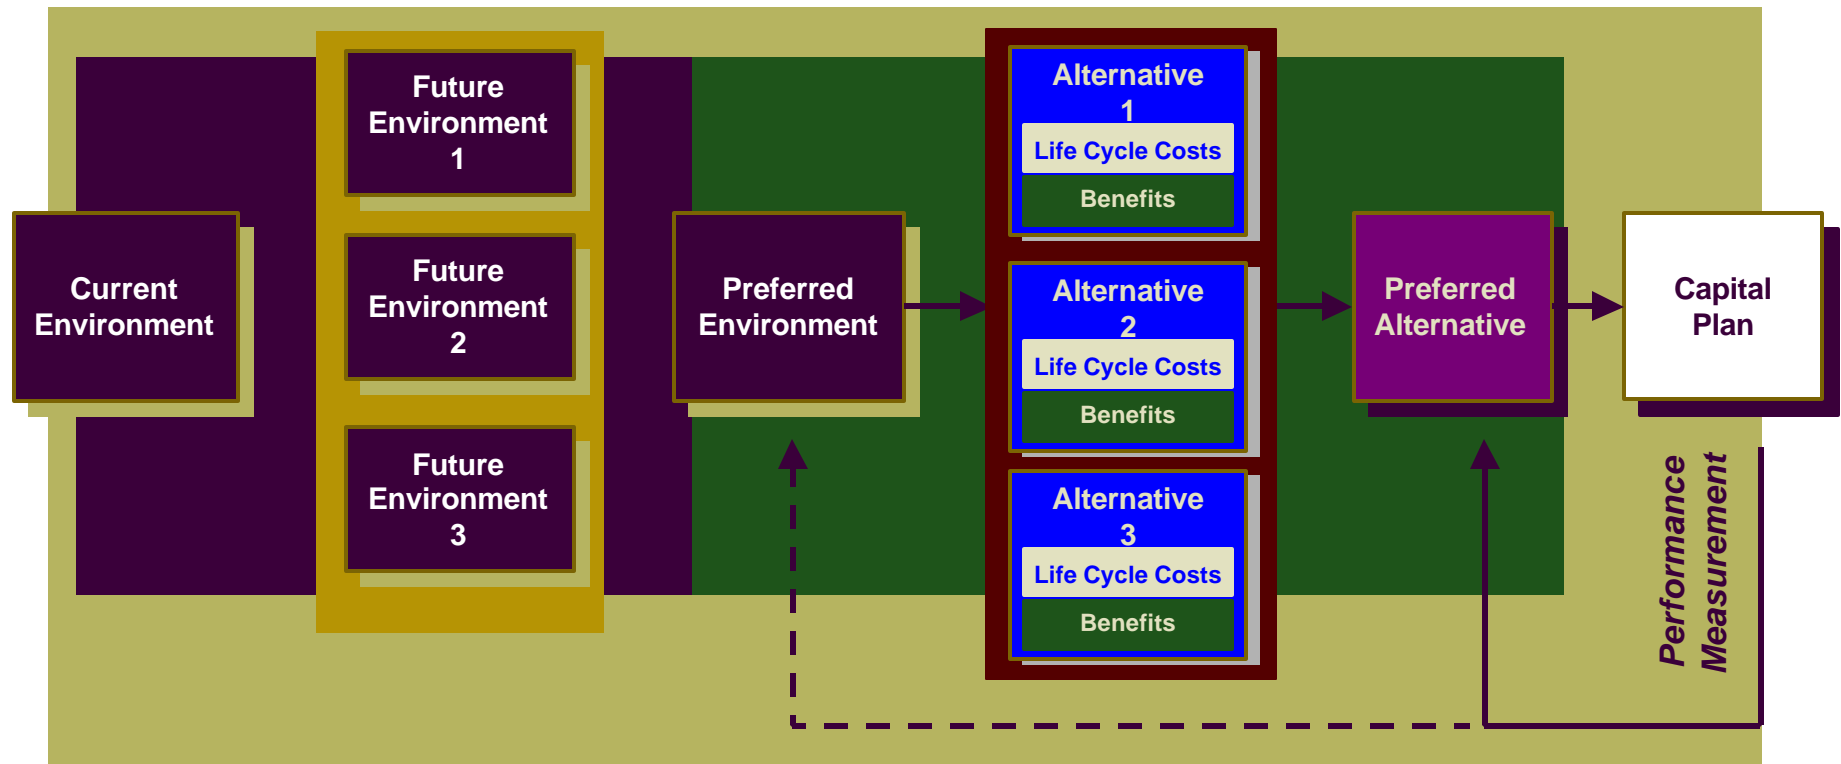 Current
Environment
Future
Environment
1
Future
Environment
2
Future
Environment
3
Preferred
Environment
Alternative
1
Life Cycle Costs
Benefits
Alternative
2
Life Cycle Costs
Benefits
Alternative
3
Life Cycle Costs
Benefits
Preferred
Alternative
Capital
Plan
Performance
Measurement